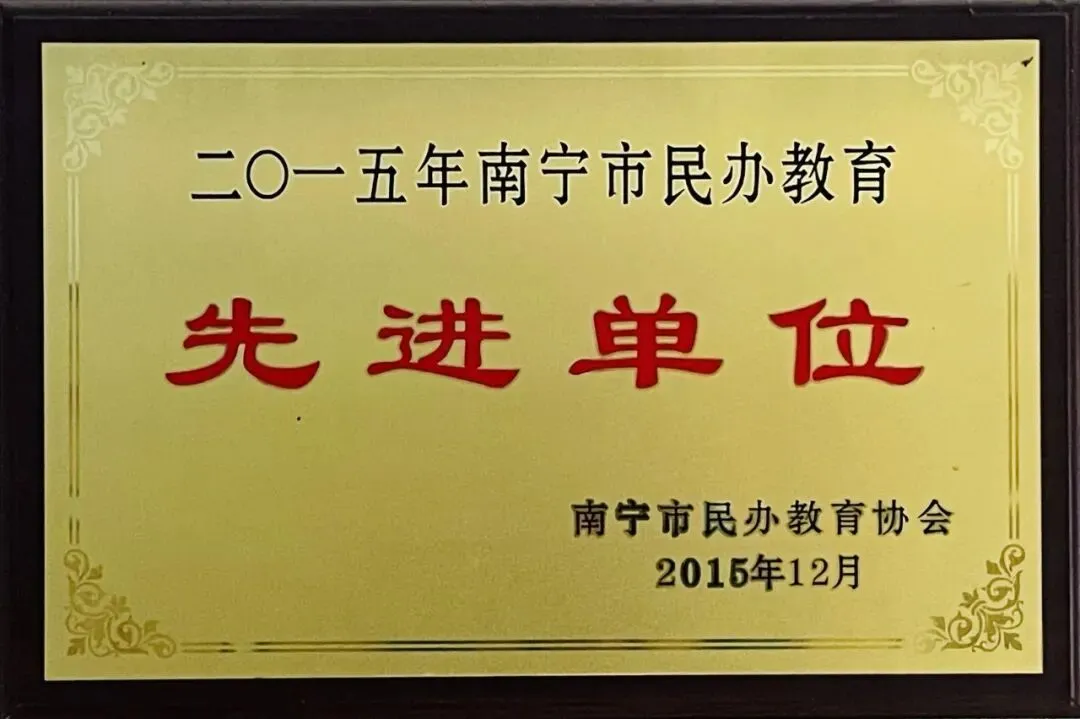 二〇一五年南宁市民办教育
先进单位
南宁市民办教育协会
2015年12月